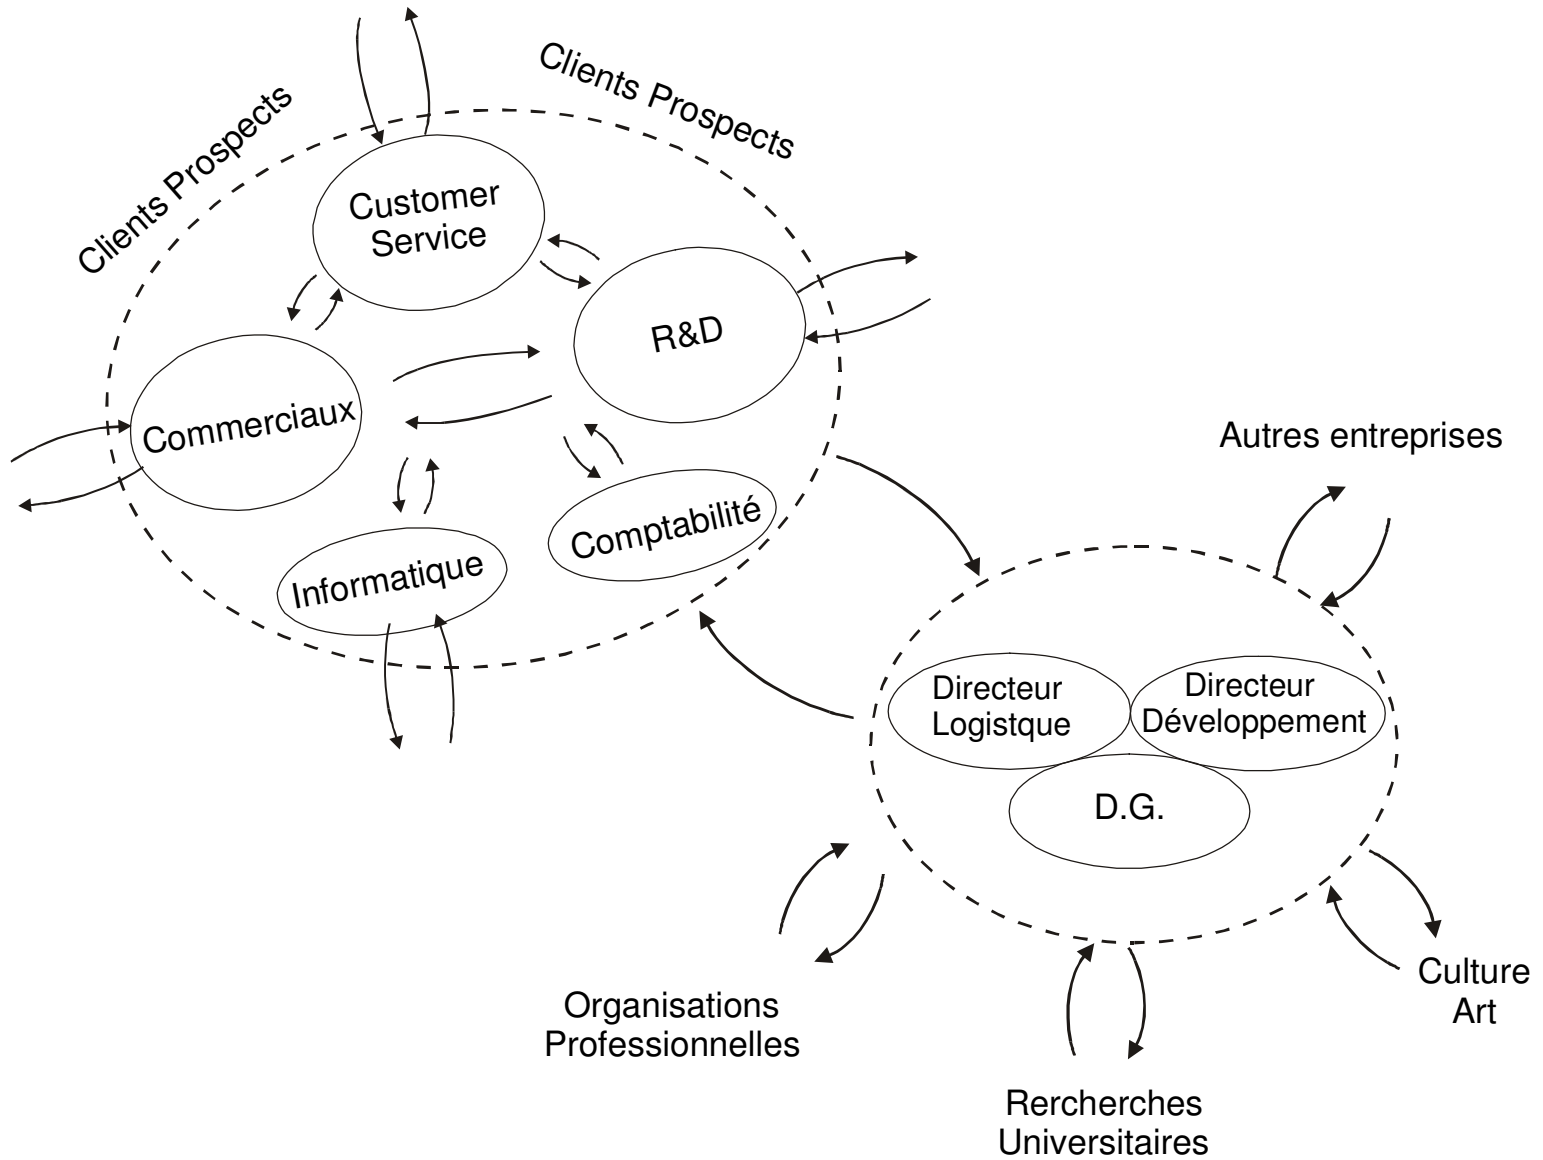 Clients Prospects
Clients Prospects
Customer
Service
R&D
Commerciaux
Comptabilité
Informatique
Autres entreprises
Directeur
Logistque
Directeur
Développement
D.G.
Culture
Art
Organisations
Professionnelles
Rercherches
Universitaires